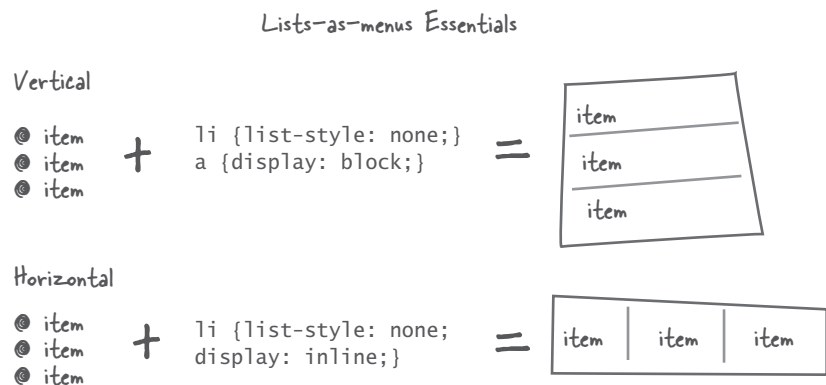 Lists-as-menus Essentials
Vertical
item
item
item
+
li {list-style: none;}
a {display: block;}
=
item
item
item
Horizontal
item
item
item
+
li {list-style: none;
display: inline;}
=
item item item